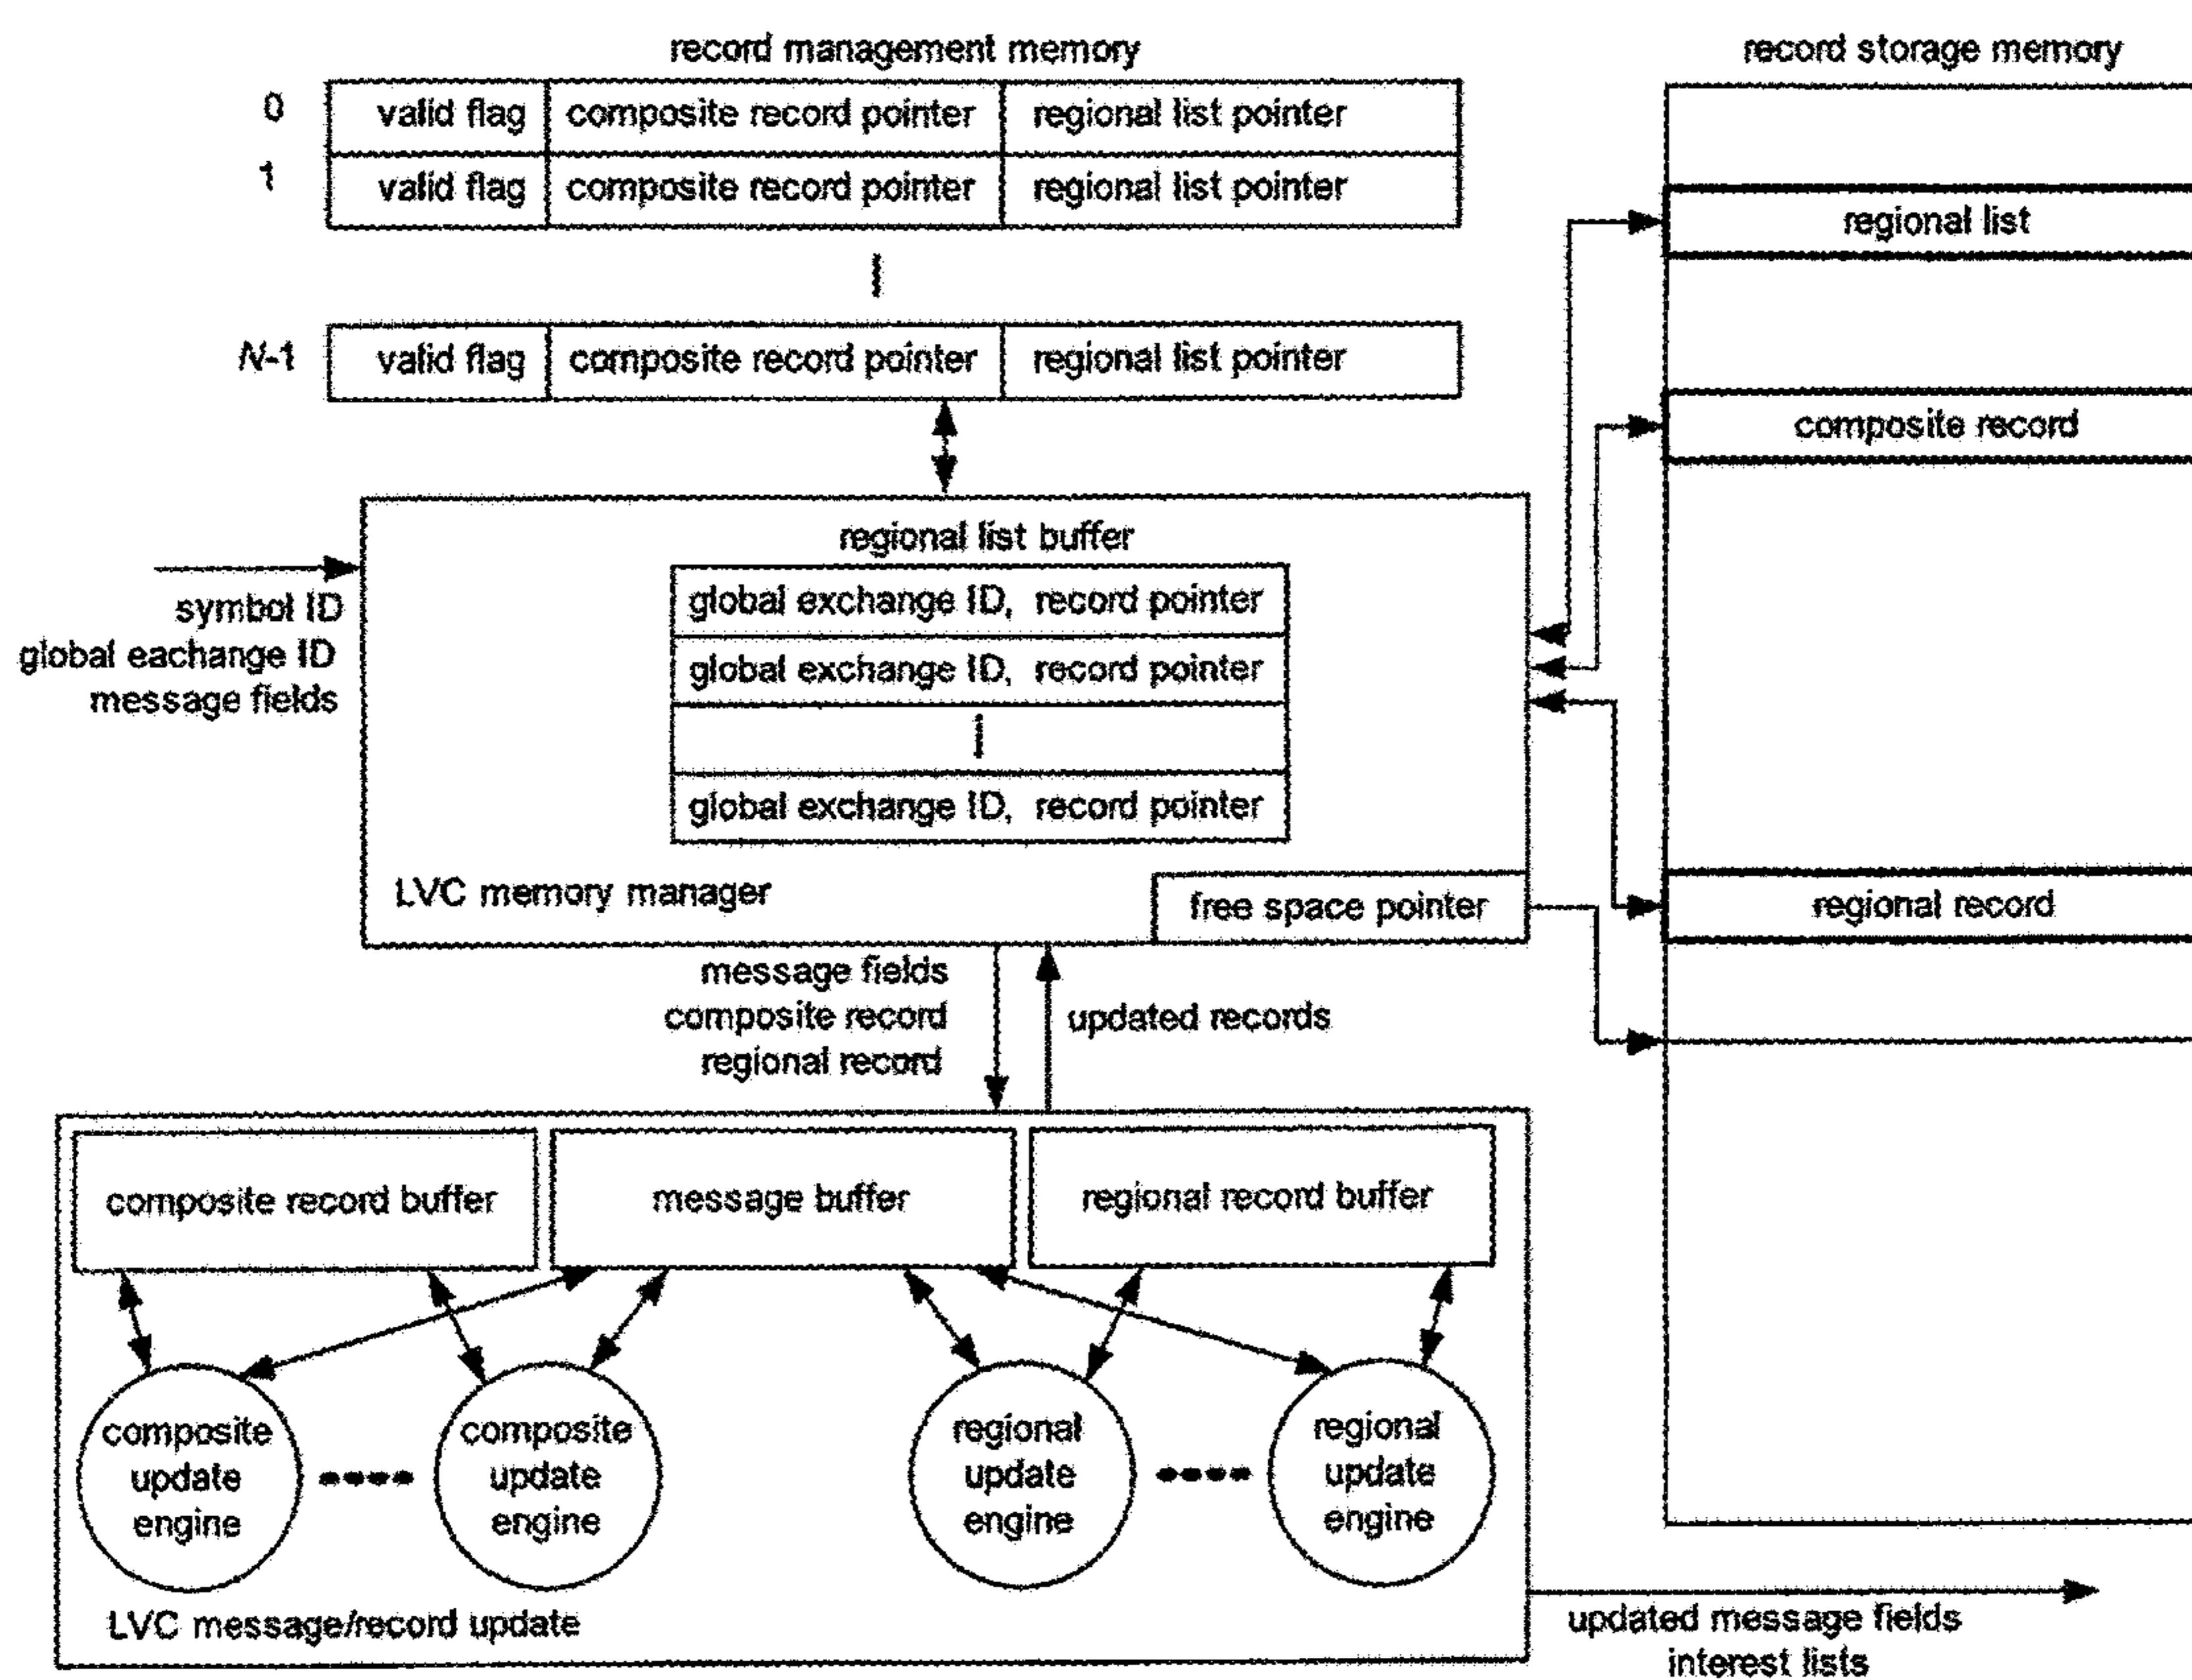 record management memory
record storage memory
0 valid flag composite record pointer regional list pointer
1 valid flag composite record pointer regional list pointer
N-1 valid flag composite record pointer regional list pointer
regional list
composite record
regional record
regional list buffer
global exchange ID, record pointer
global exchange ID, record pointer
global exchange ID, record pointer
LVC memory manager
free space pointer
symbol ID
global eachange ID
message fields
message fields
composite record
regional record
updated records
composite record buffer
message buffer
regional record buffer
composite
update
engine
composite
update
engine
regional
update
engine
regional
update
engine
LVC message/record update
updated message fields
interest lists